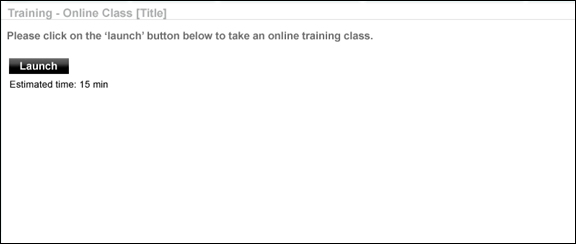 Training - Online Class [Title]
Please click on the ‘launch’ button below to take an online training class.
Launch
Estimated time: 15 min